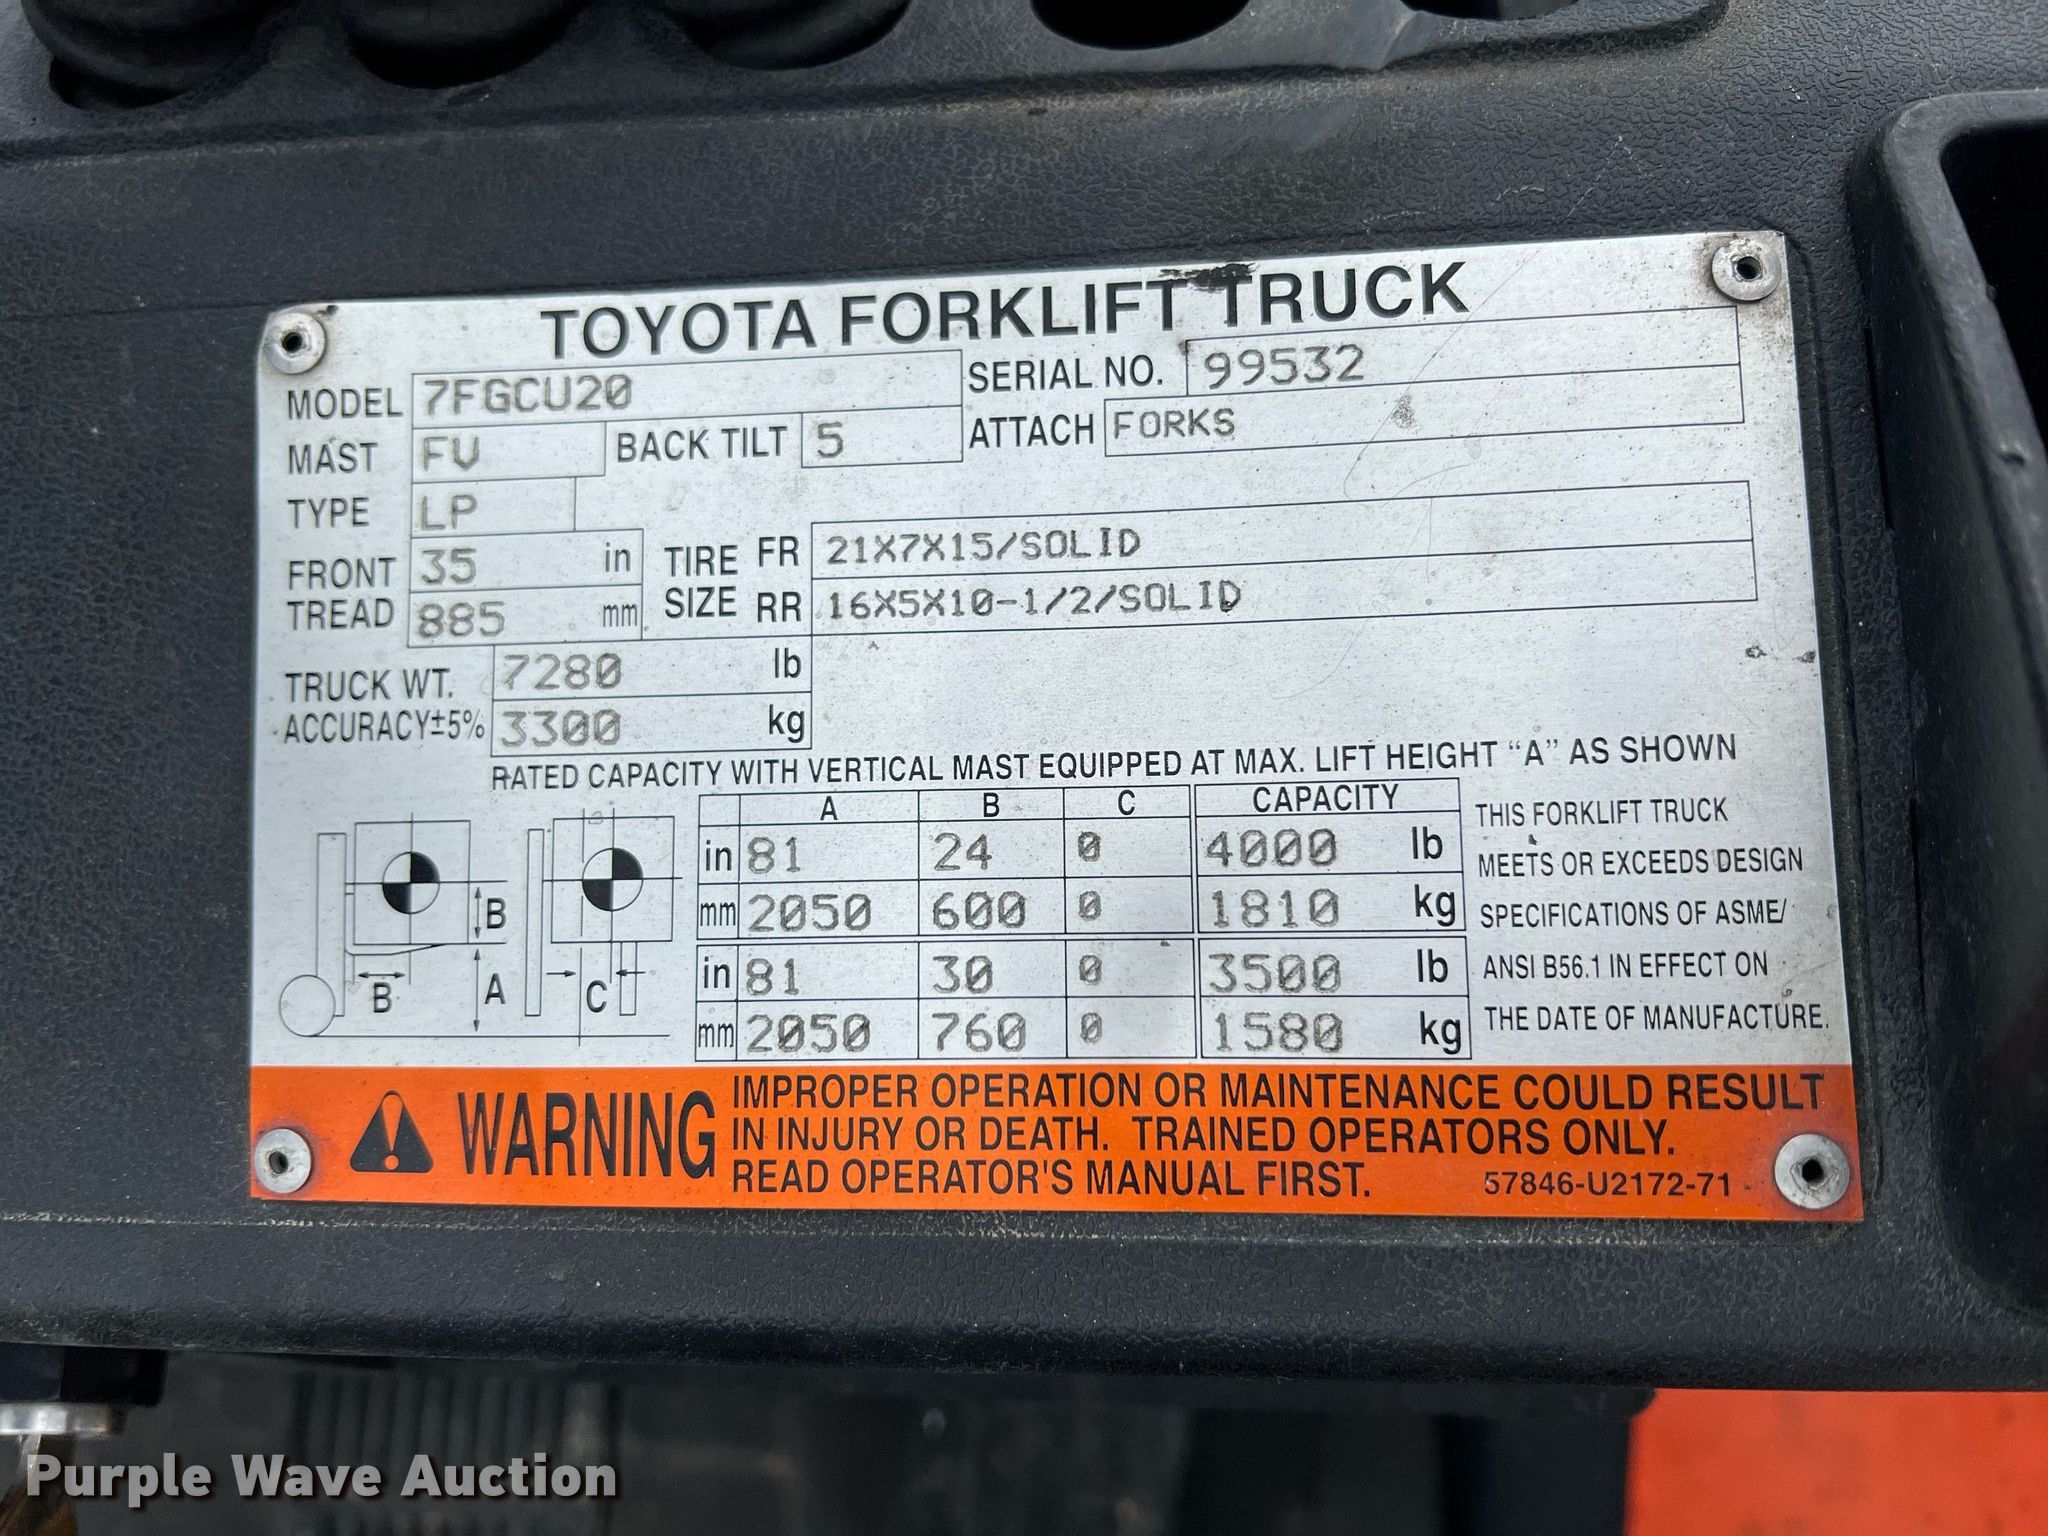 TOYOTA FORKLIFT TRUCK
MODEL 7FGCU20 SERIAL NO. 99532
MAST FV BACK TILT 5 ATTACH FORKS
TYPE LP
FRONT TREAD 35 in TIRE SIZE FR 21X7X15/SOLID
885 mm RR 16X5X10-1/2/SOLID
TRUCK WT. 7280 lb
ACCURACY±5% 3300 kg
RATED CAPACITY WITH VERTICAL MAST EQUIPPED AT MAX. LIFT HEIGHT "A" AS SHOWN
A B C CAPACITY
in 81 24 0 4000 lb
mm 2050 600 0 1810 kg
in 81 30 0 3500 lb
mm 2050 760 0 1580 kg
B
B A C
THIS FORKLIFT TRUCK
MEETS OR EXCEEDS DESIGN
SPECIFICATIONS OF ASME/
ANSI B56.1 IN EFFECT ON
THE DATE OF MANUFACTURE.
WARNING
IMPROPER OPERATION OR MAINTENANCE COULD RESULT
IN INJURY OR DEATH. TRAINED OPERATORS ONLY.
READ OPERATOR'S MANUAL FIRST. 57846-U2172-71
Purple Wave Auction